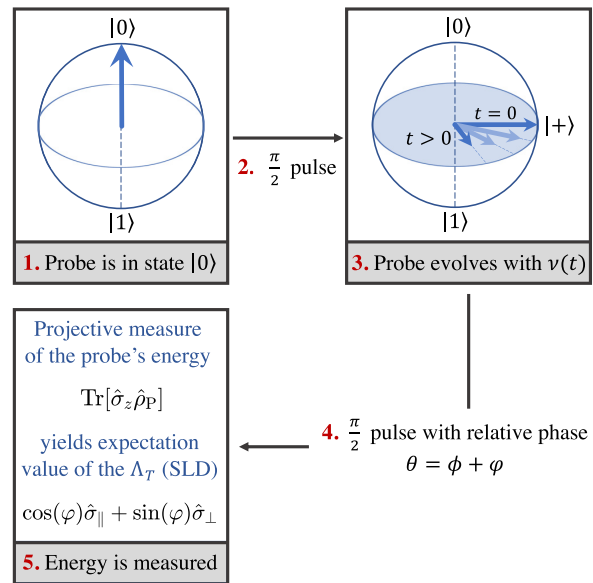 |0⟩
|1⟩
1. Probe is in state |0⟩
2. π/2 pulse
|0⟩
t = 0
t > 0
|+⟩
|1⟩
3. Probe evolves with ν(t)
4. π/2 pulse with relative phase
θ = ϕ + φ
Projective measure
of the probe's energy
Tr[σ̂_z ρ̂_P]
yields expectation
value of the Λ_T (SLD)
cos(φ)σ̂_∥ + sin(φ)σ̂_⊥
5. Energy is measured